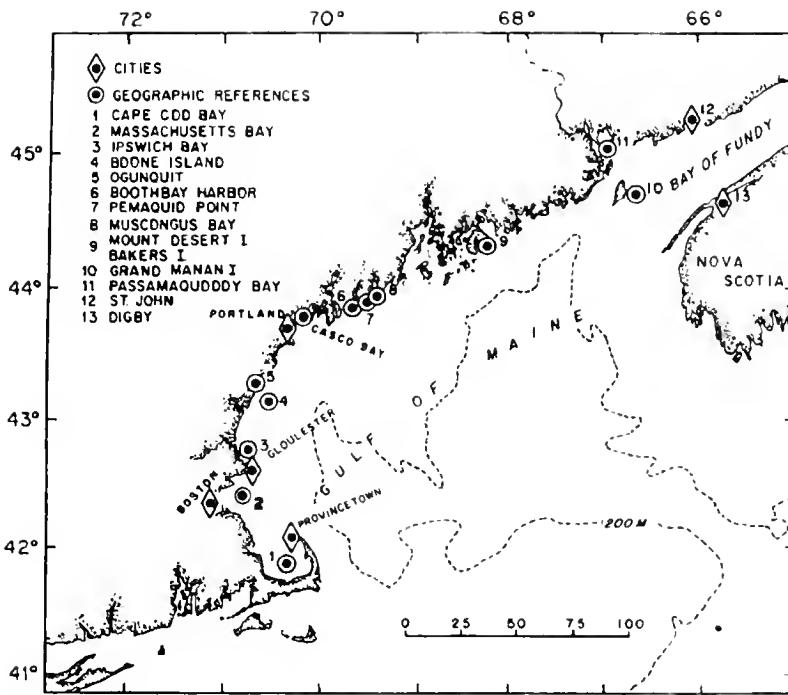 72° 70° 68° 66°
CITIES
GEOGRAPHIC REFERENCES
1 CAPE COD BAY
2 MASSACHUSETTS BAY
3 IPSWICH BAY
4 BOONE ISLAND
5 OGUNQUIT
6 BOOTHBAY HARBOR
7 PEMAQUID POINT
8 MUSCONGUS BAY
9 MOUNT DESERT I
BAKERS I.
10 GRAND MANAN I
11 PASSAMAQUDDDY BAY
12 ST. JOHN
13 DIGBY
45°
44°
43°
42°
41°
12
11
10 BAY OF FUNDY
13
9
NOVA
SCOTIA
8
6
7
PORTLAND
CASCO BAY
GULF OF MAINE
5
4
3
GLOULESTER
BOSTON
2
PROVINCETOWN
1
200 M
0 25 50 75 100